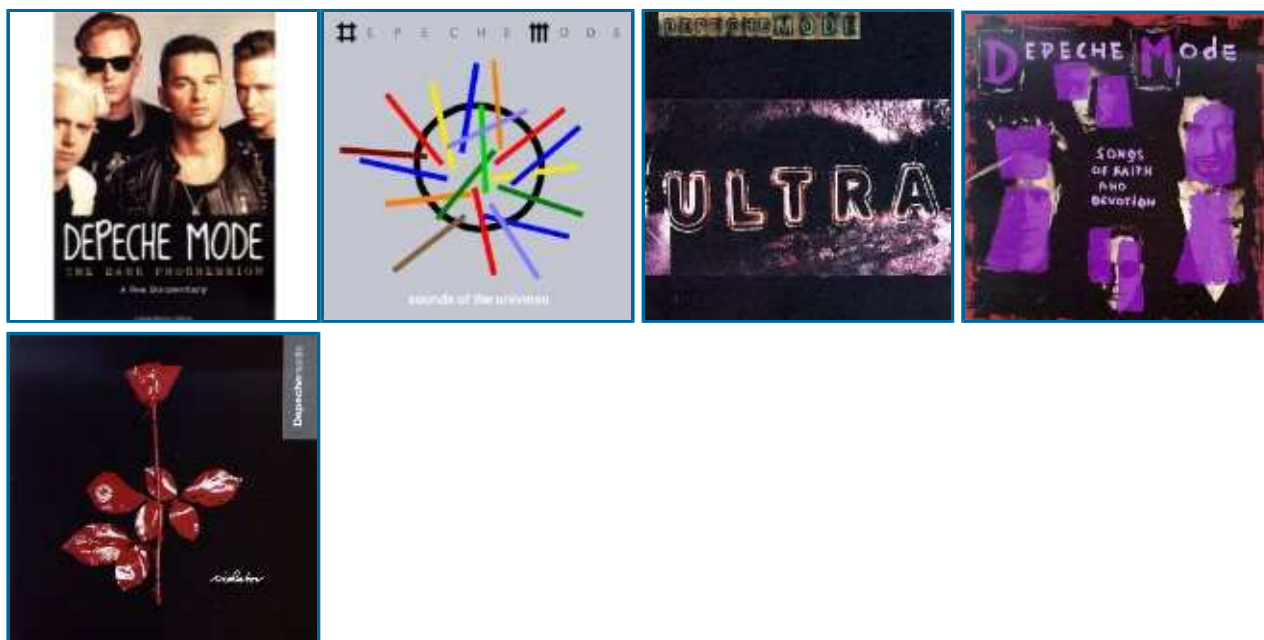 DEPECHE MODE
THE DARK PROGRESSION
A New Documentary
DEPECHE MODE
sounds of the universe
DEPECHE MODE
ULTRA
DEPECHE MODE
SONGS
OF FAITH
AND
DEVOTION
Depeche Mode
violator